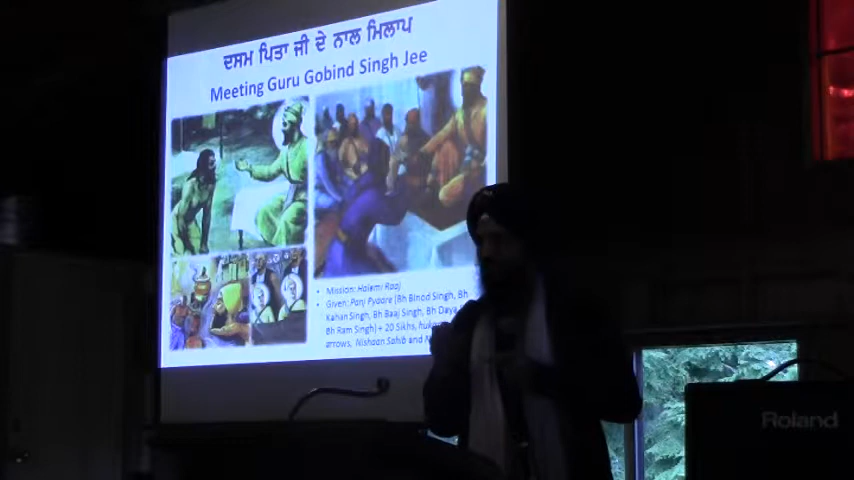 ਦਸਮ ਪਿਤਾ ਜੀ ਦੇ ਨਾਲ ਮਿਲਾਪ
Meeting Guru Gobind Singh Jee
• Mission: Halemi Raaj
• Given: Panj Pyaare (Bh Binod Singh, Bh
Kahan Singh, Bh Baaj Singh, Bh Daya
Bh Ram Singh) + 20 Sikhs,
arrows, Nishaan Sahib and
Roland